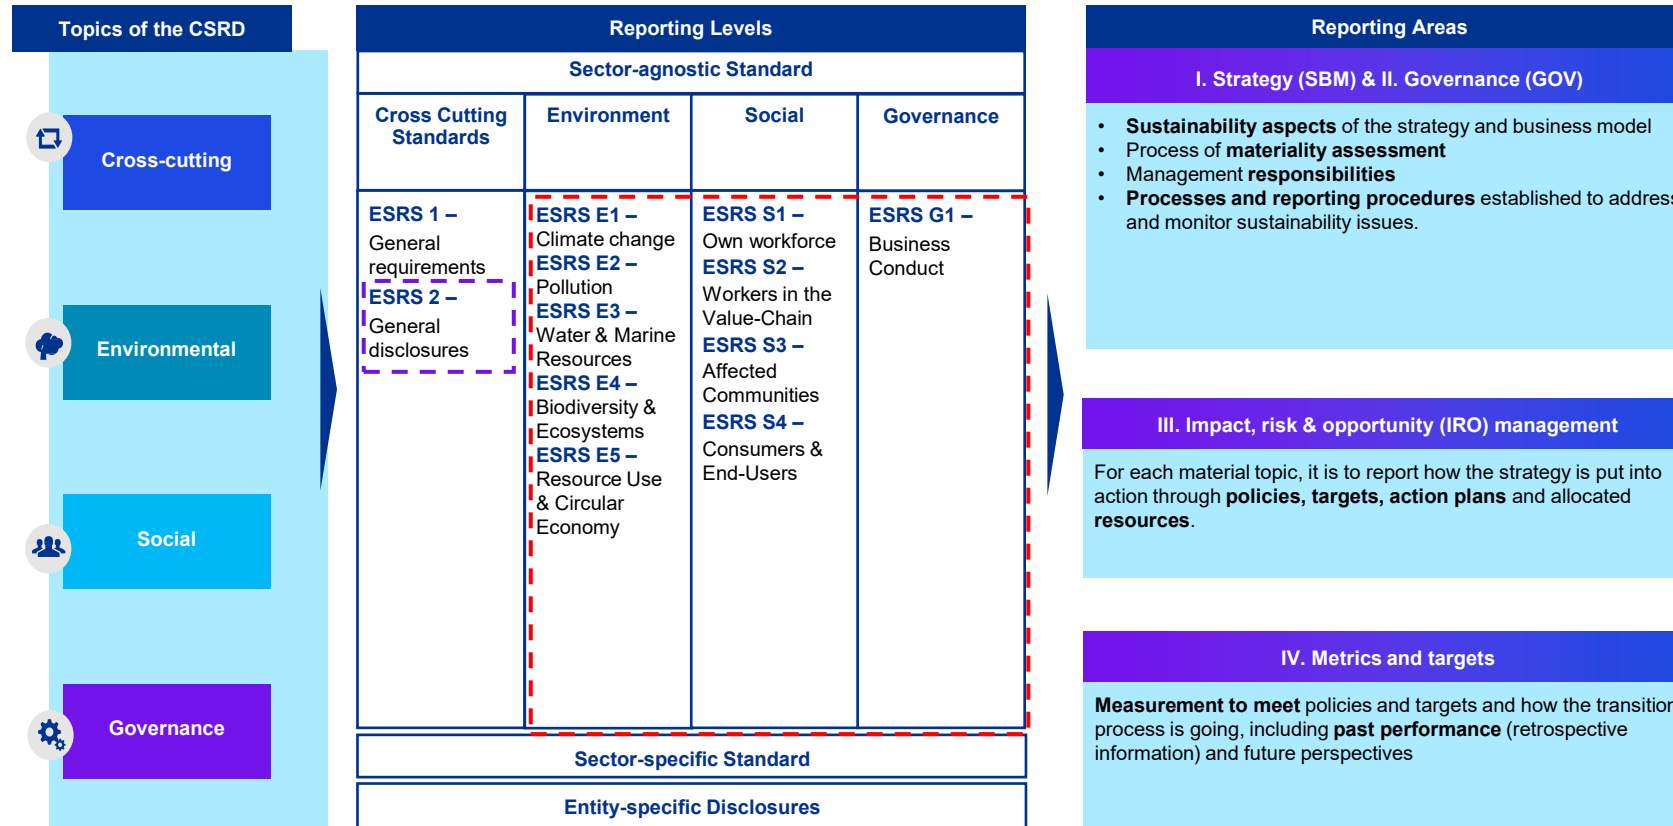 Topics of the CSRD
Cross-cutting
Environmental
Social
Governance
Reporting Levels
Sector-agnostic Standard
Cross Cutting
Standards
Environment
Social
Governance
ESRS 1 –
General
requirements
ESRS 2 –
General
disclosures
ESRS E1 –
Climate change
ESRS E2 –
Pollution
ESRS E3 –
Water & Marine
Resources
ESRS E4 –
Biodiversity &
Ecosystems
ESRS E5 –
Resource Use
& Circular
Economy
ESRS S1 –
Own workforce
ESRS S2 –
Workers in the
Value-Chain
ESRS S3 –
Affected
Communities
ESRS S4 –
Consumers &
End-Users
ESRS G1 –
Business
Conduct
Sector-specific Standard
Entity-specific Disclosures
Reporting Areas
I. Strategy (SBM) & II. Governance (GOV)
• Sustainability aspects of the strategy and business model
• Process of materiality assessment
• Management responsibilities
• Processes and reporting procedures established to address
and monitor sustainability issues.
III. Impact, risk & opportunity (IRO) management
For each material topic, it is to report how the strategy is put into
action through policies, targets, action plans and allocated
resources.
IV. Metrics and targets
Measurement to meet policies and targets and how the transition
process is going, including past performance (retrospective
information) and future perspectives